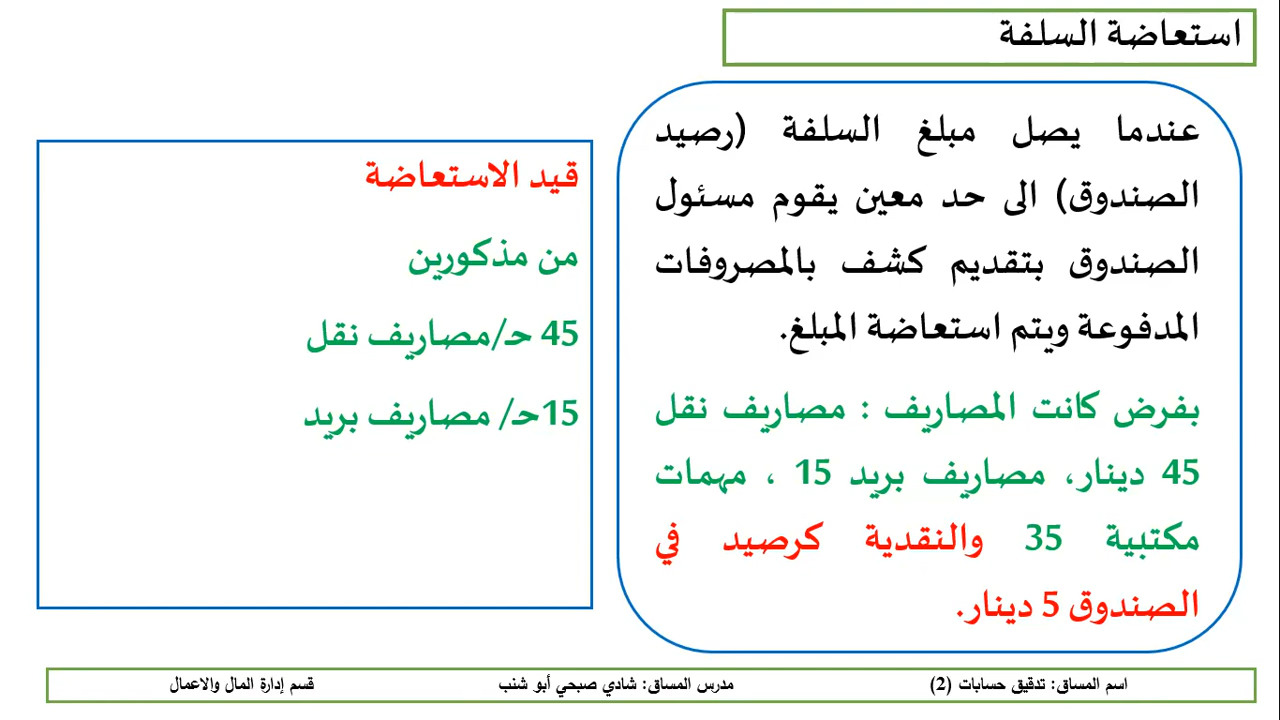 استعاضة السلفة
عندما يصل مبلغ السلفة (رصيد
الصندوق) الى حد معين يقوم مسئول
الصندوق بتقديم كشف بالمصروفات
المدفوعة ويتم استعاضة المبلغ.
بفرض كانت المصاريف : مصاريف نقل
45 دينار، مصاريف بريد 15 ، مهمات
مكتبية 35 والنقدية كرصيد في
الصندوق 5 دينار.
قيد الاستعاضة
من مذكورين
45 حـ/مصاريف نقل
15حـ/ مصاريف بريد
اسم المساق: تدقيق حسابات (2) مدرس المساق: شادي صبحي أبو شنب قسم إدارة المال والاعمال